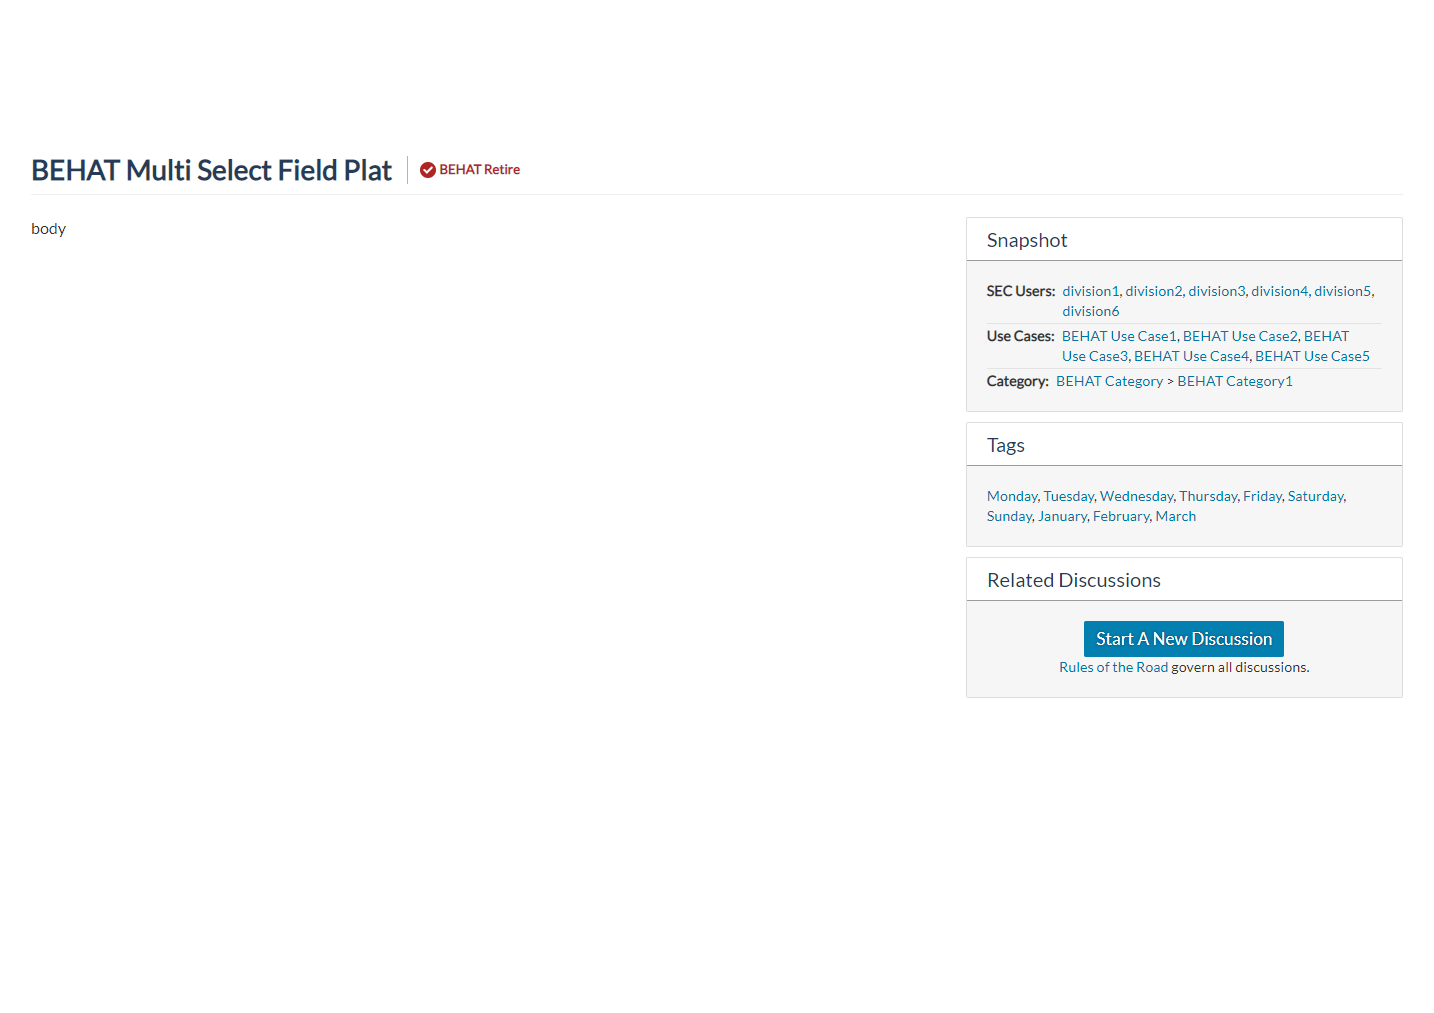 BEHAT Multi Select Field Plat
BEHAT Retire
body
Snapshot
SEC Users: division1, division2, division3, division4, division5,
division6
Use Cases: BEHAT Use Case1, BEHAT Use Case2, BEHAT
Use Case3, BEHAT Use Case4, BEHAT Use Case5
Category: BEHAT Category > BEHAT Category1
Tags
Monday, Tuesday, Wednesday, Thursday, Friday, Saturday,
Sunday, January, February, March
Related Discussions
Start A New Discussion
Rules of the Road govern all discussions.